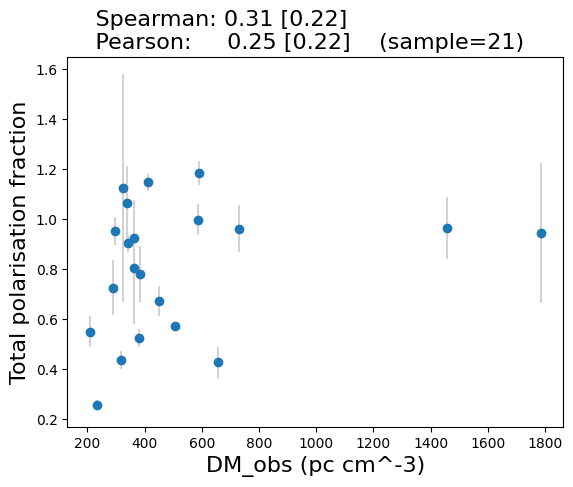 Spearman: 0.31 [0.22]
Pearson: 0.25 [0.22] (sample=21)
1.6
1.4
1.2
1.0
0.8
0.6
0.4
0.2
Total polarisation fraction
200 400 600 800 1000 1200 1400 1600 1800
DM_obs (pc cm^-3)